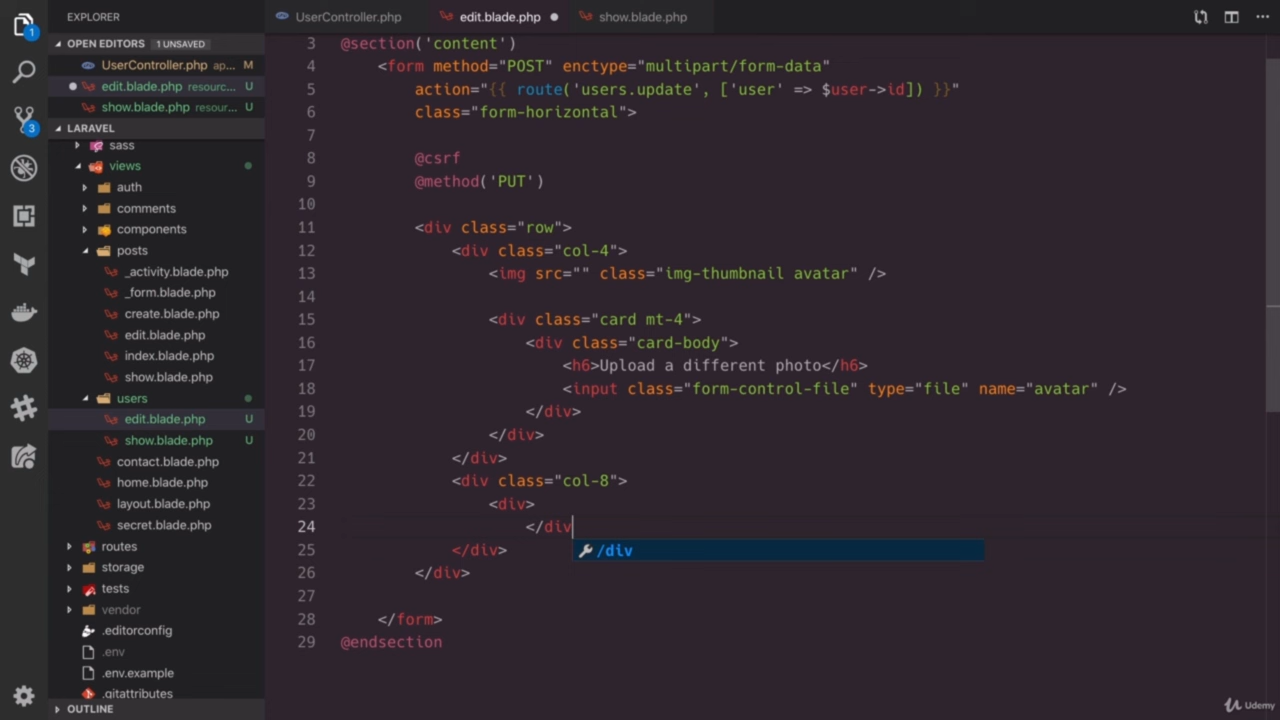 EXPLORER
UserController.php
edit.blade.php
show.blade.php
OPEN EDITORS 1 UNSAVED
UserController.php ap... M
edit.blade.php resourc... U
show.blade.php resour... U
LARAVEL
sass
views
auth
comments
components
posts
_activity.blade.php
_form.blade.php
create.blade.php
edit.blade.php
index.blade.php
show.blade.php
users
edit.blade.php U
show.blade.php U
contact.blade.php
home.blade.php
layout.blade.php
secret.blade.php
routes
storage
tests
vendor
.editorconfig
.env
.env.example
.gitattributes
OUTLINE
1
3
3 @section('content')
4 <form method="POST" enctype="multipart/form-data"
5 action="{{ route('users.update', ['user' => $user->id]) }}"
6 class="form-horizontal">
7
8 @csrf
9 @method('PUT')
10
11 <div class="row">
12 <div class="col-4">
13 <img src="" class="img-thumbnail avatar" />
14
15 <div class="card mt-4">
16 <div class="card-body">
17 <h6>Upload a different photo</h6>
18 <input class="form-control-file" type="file" name="avatar" />
19 </div>
20 </div>
21 </div>
22 <div class="col-8">
23 <div>
24 </div
25 </div>
/div
26 </div>
27
28 </form>
29 @endsection
Udemy